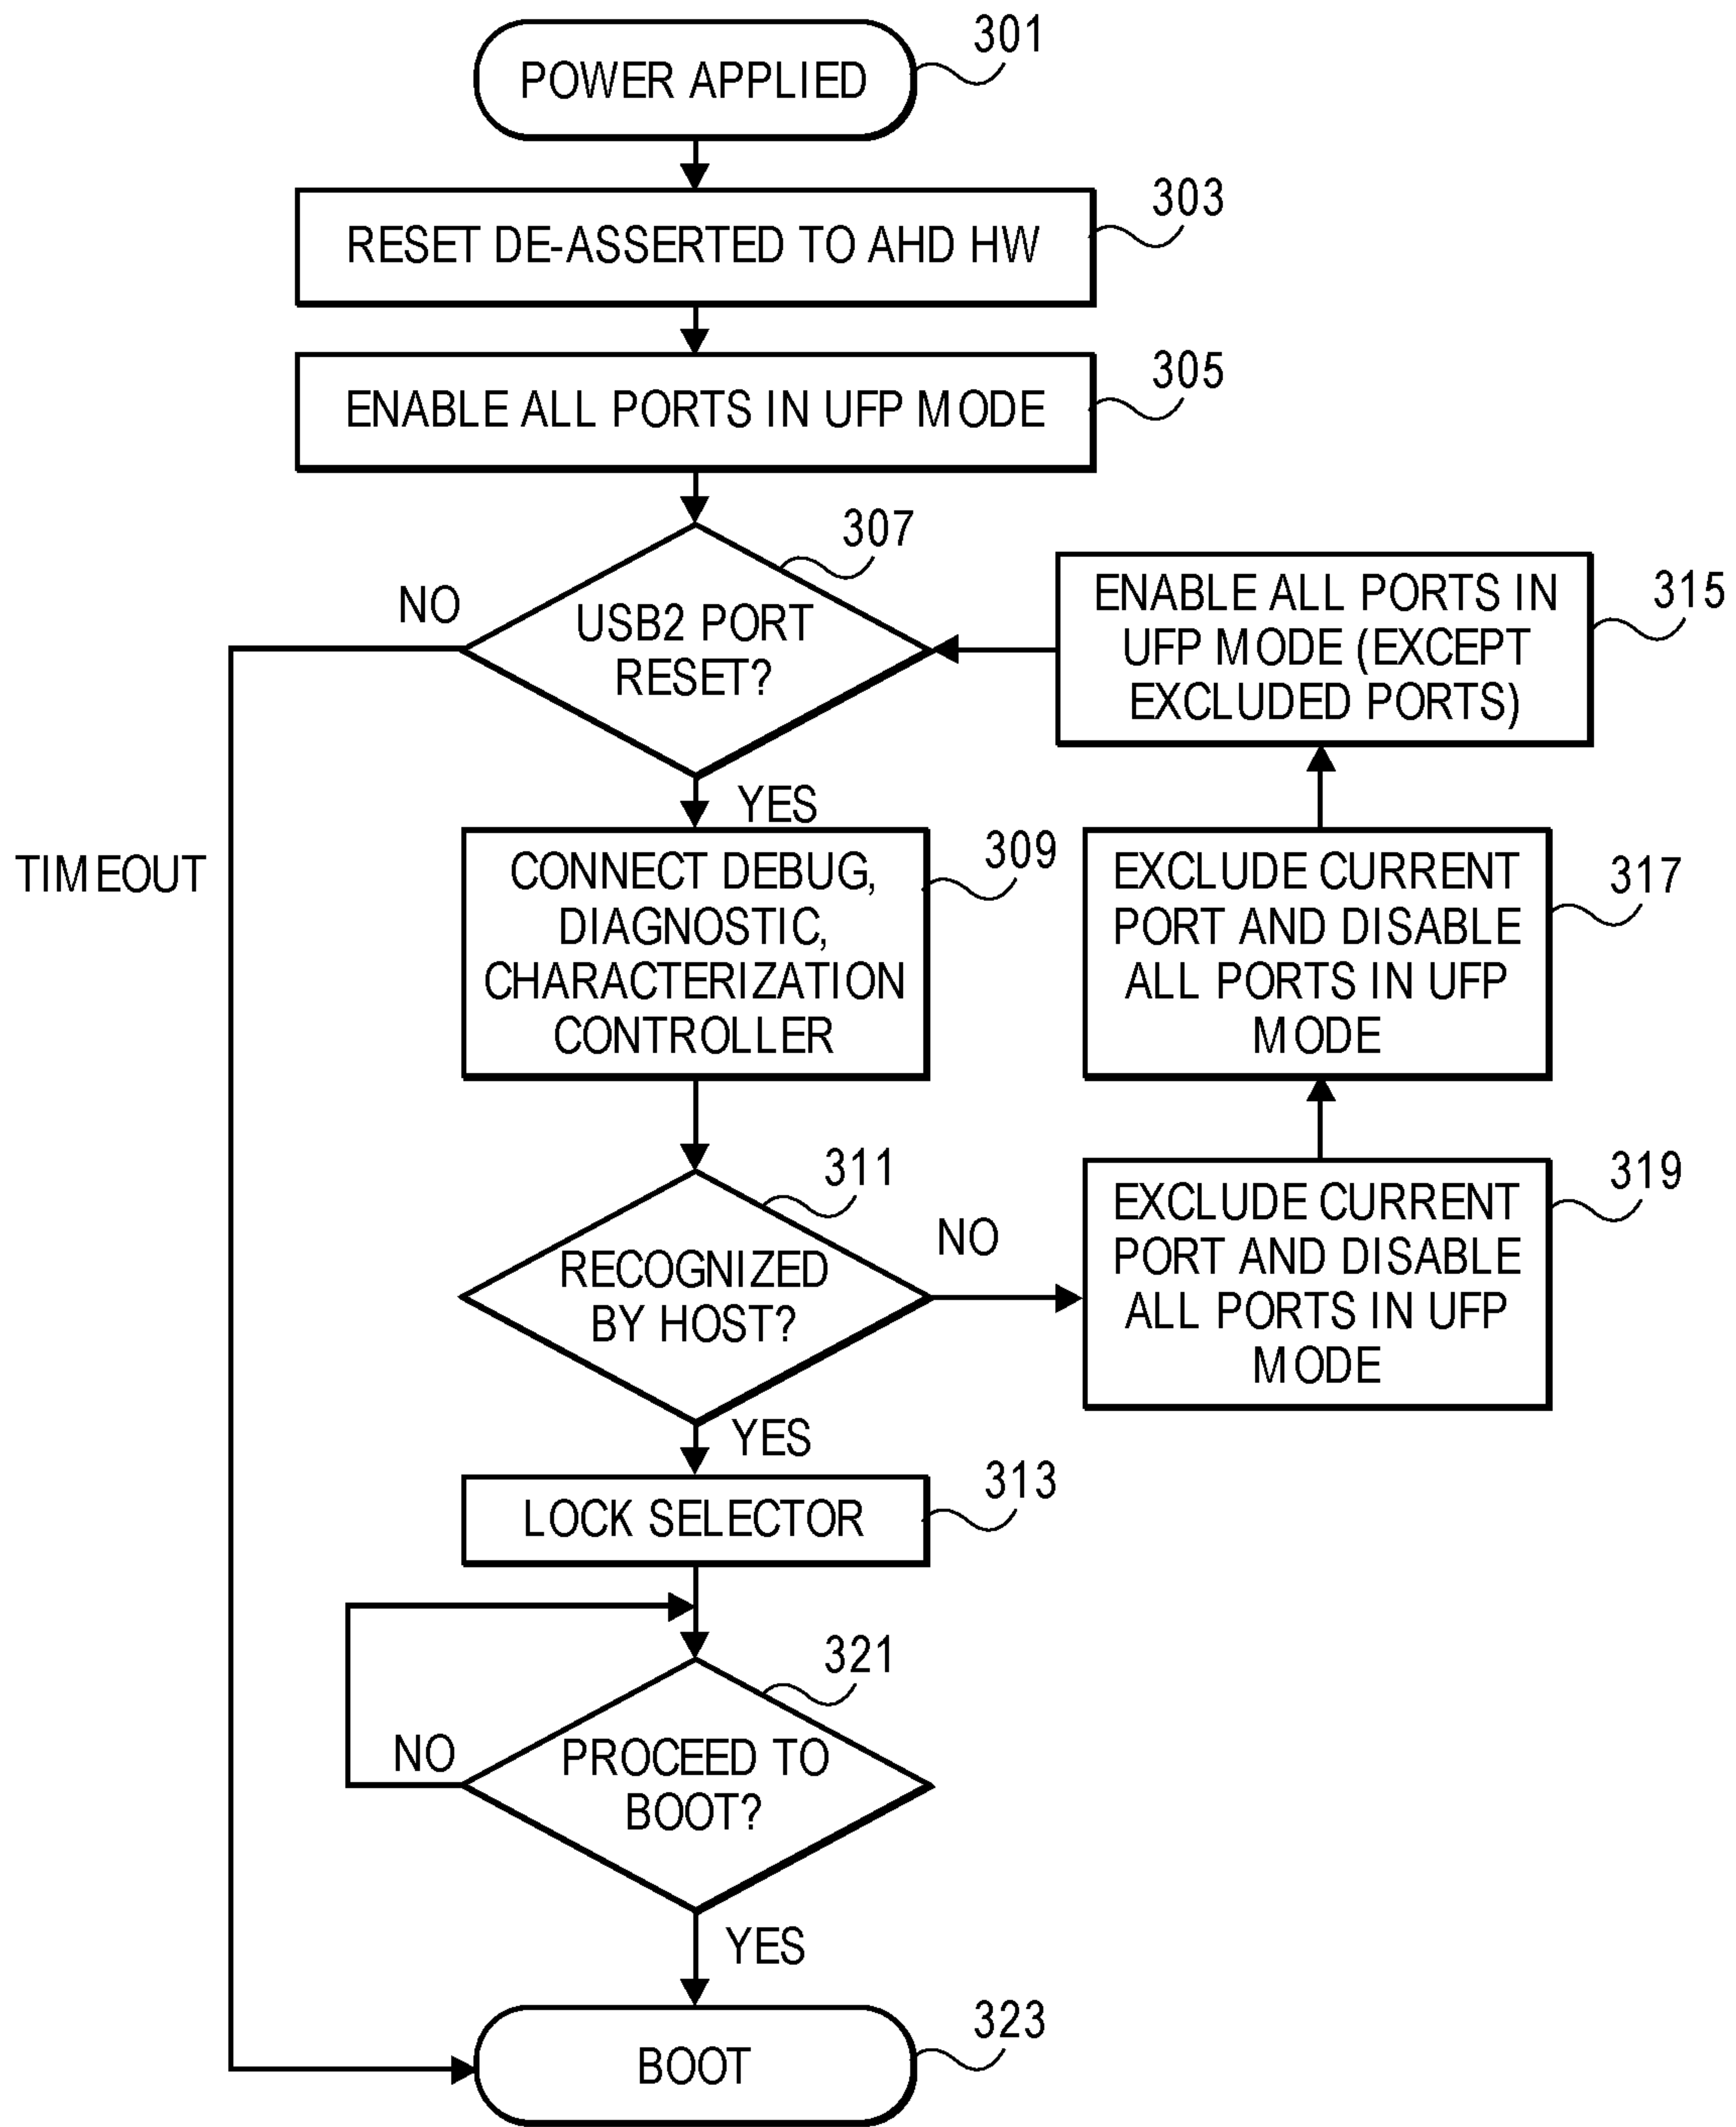 POWER APPLIED
301
RESET DE-ASSERTED TO AHD HW
303
ENABLE ALL PORTS IN UFP MODE
305
USB2 PORT
RESET?
307
NO
TIMEOUT
YES
ENABLE ALL PORTS IN
UFP MODE (EXCEPT
EXCLUDED PORTS)
315
CONNECT DEBUG,
DIAGNOSTIC,
CHARACTERIZATION
CONTROLLER
309
EXCLUDE CURRENT
PORT AND DISABLE
ALL PORTS IN UFP
MODE
317
RECOGNIZED
BY HOST?
311
NO
YES
EXCLUDE CURRENT
PORT AND DISABLE
ALL PORTS IN UFP
MODE
319
LOCK SELECTOR
313
PROCEED TO
BOOT?
321
NO
YES
BOOT
323